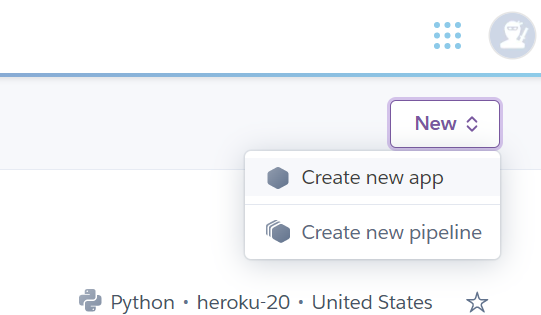 New
Create new app
Create new pipeline
Python • heroku-20 • United States